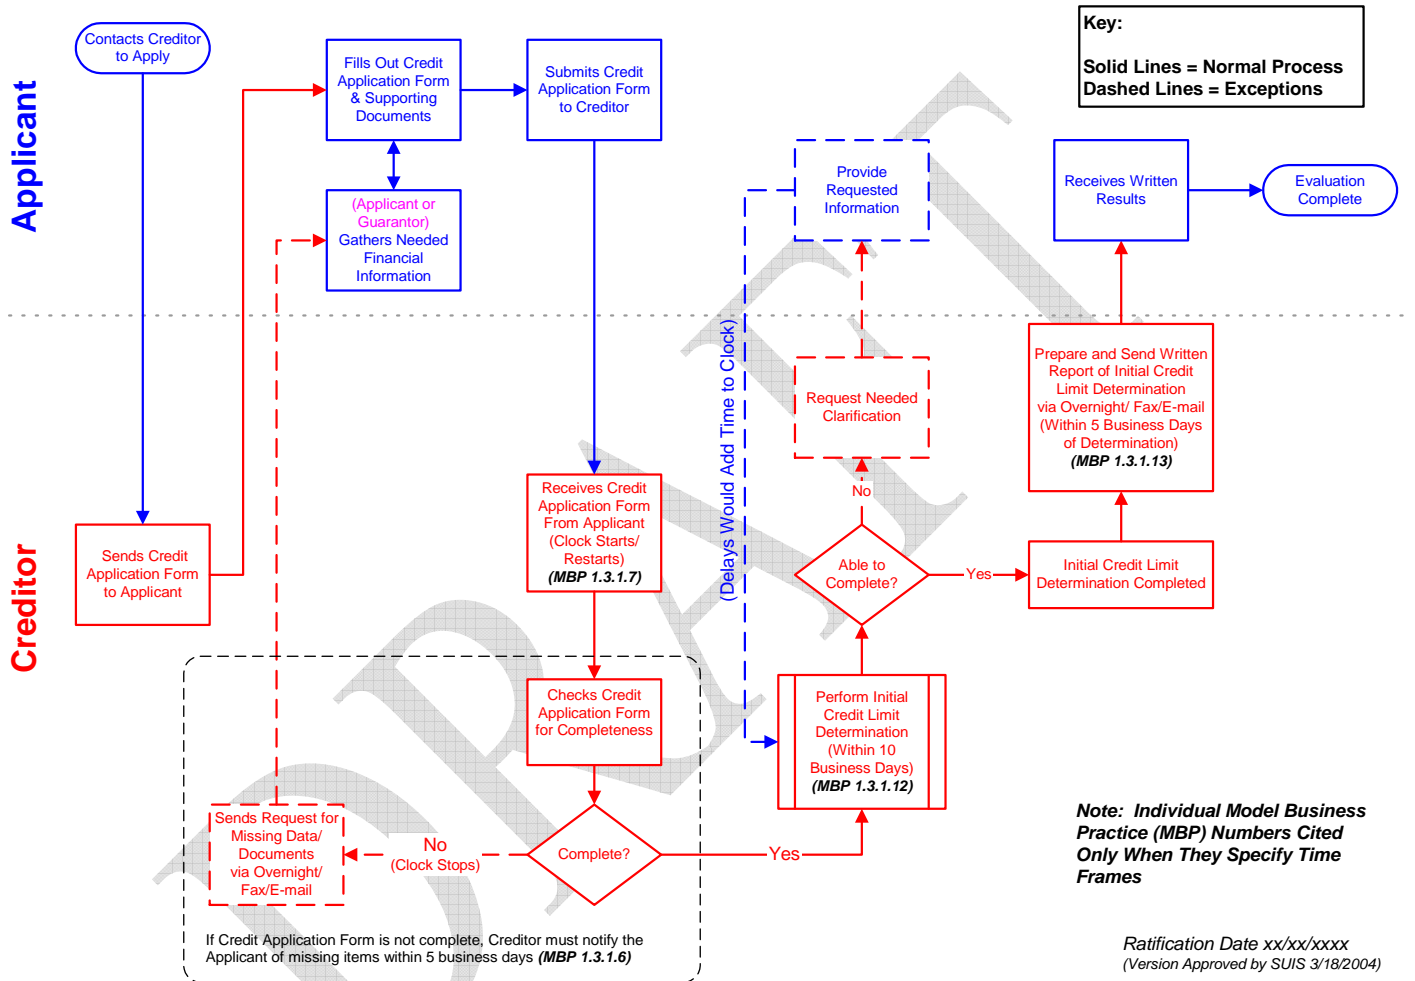 Contacts Creditor
to Apply
Fills Out Credit
Application Form
& Supporting
Documents
Submits Credit
Application Form
to Creditor
Key:
Solid Lines = Normal Process
Dashed Lines = Exceptions
Applicant
(Applicant or
Guarantor)
Gathers Needed
Financial
Information
Provide
Requested
Information
Receives Written
Results
Evaluation
Complete
Creditor
Sends Credit
Application Form
to Applicant
Receives Credit
Application Form
From Applicant
(Clock Starts/
Restarts)
(MBP 1.3.1.7)
(Delays Would Add Time to Clock)
Request Needed
Clarification
No
Able to
Complete?
Yes
Prepare and Send Written
Report of Initial Credit
Limit Determination
via Overnight/ Fax/E-mail
(Within 5 Business Days
of Determination)
(MBP 1.3.1.13)
Initial Credit Limit
Determination Completed
Checks Credit
Application Form
for Completeness
Perform Initial
Credit Limit
Determination
(Within 10
Business Days)
(MBP 1.3.1.12)
Sends Request for
Missing Data/
Documents
via Overnight/
Fax/E-mail
No
(Clock Stops)
Complete?
Yes
If Credit Application Form is not complete, Creditor must notify the
Applicant of missing items within 5 business days (MBP 1.3.1.6)
Note: Individual Model Business
Practice (MBP) Numbers Cited
Only When They Specify Time
Frames
Ratification Date xx/xx/xxxx
(Version Approved by SUIS 3/18/2004)
DRAFT